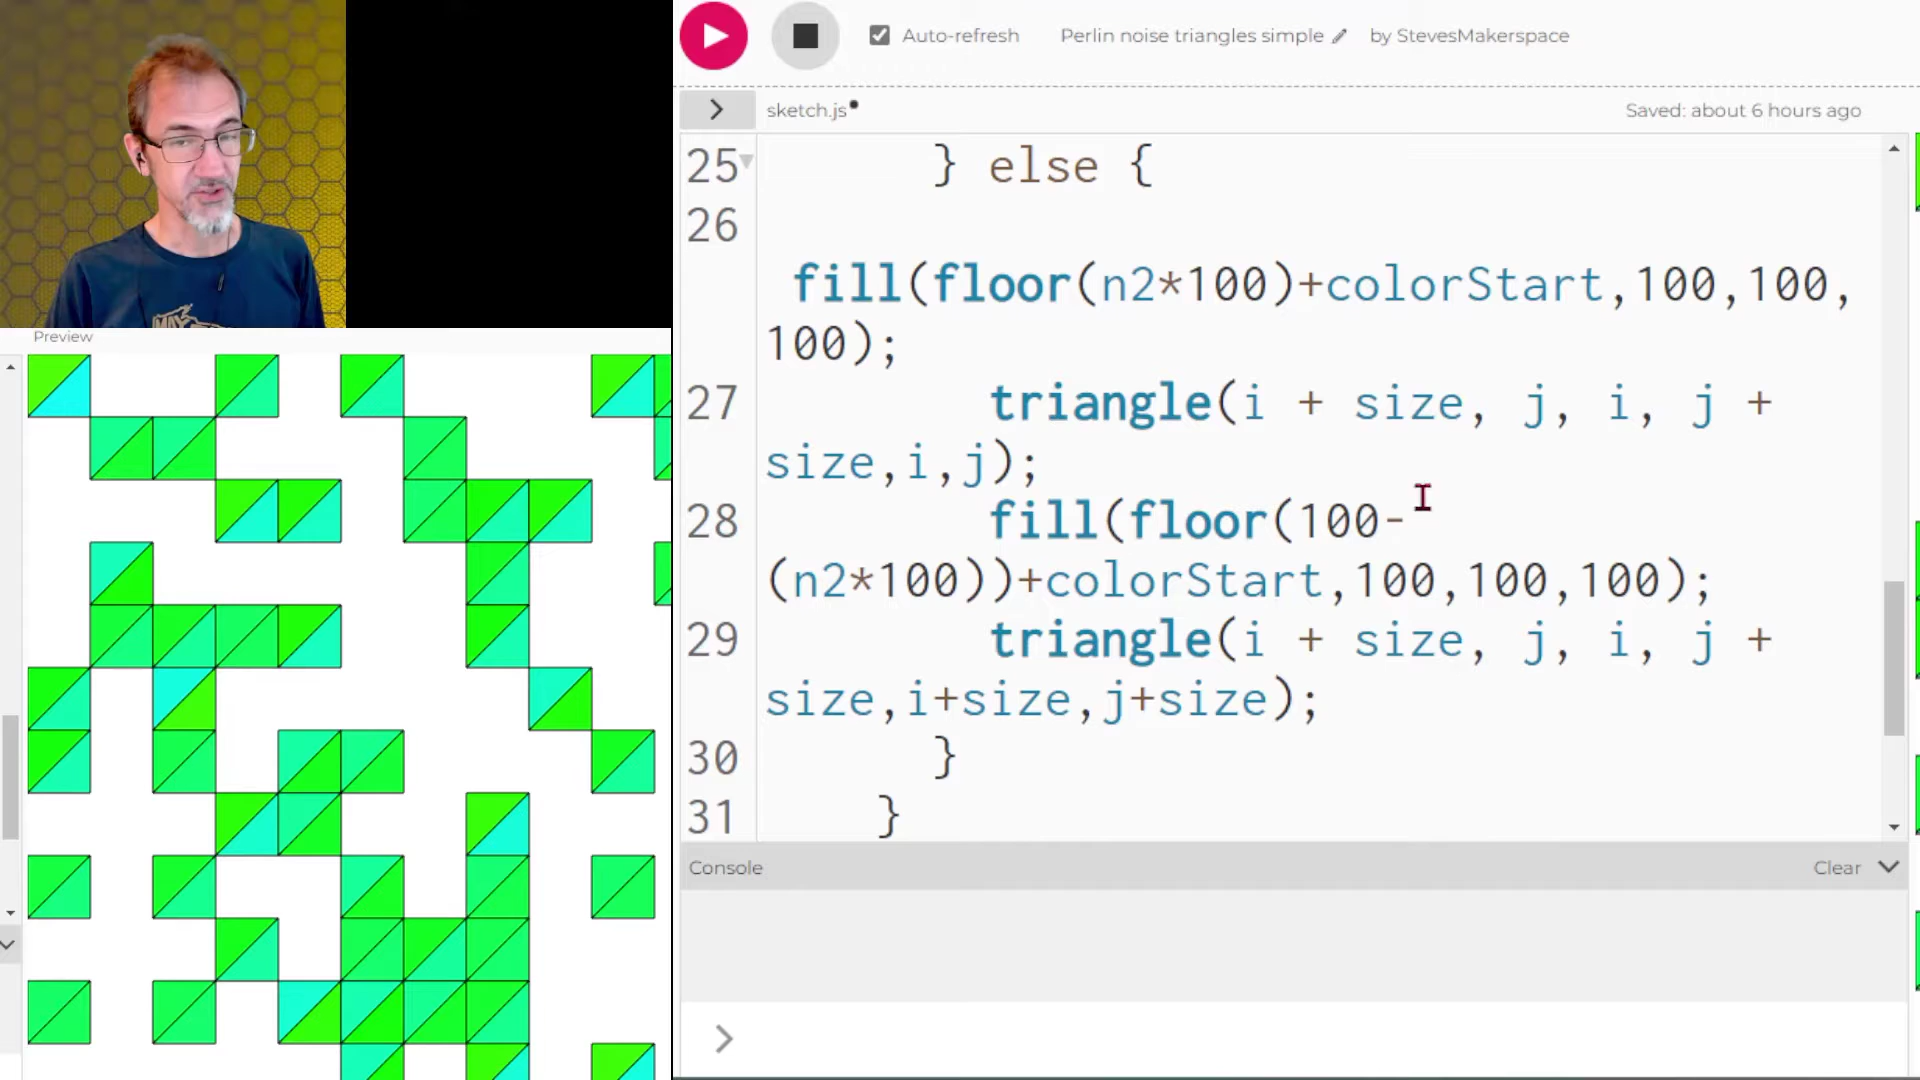 Auto-refresh
Perlin noise triangles simple
by StevesMakerspace
sketch.js
Saved: about 6 hours ago
25 } else {
26
fill(floor(n2*100)+colorStart,100,100,
100);
27 triangle(i + size, j, i, j +
size,i,j);
28 fill(floor(100-
(n2*100))+colorStart,100,100,100);
29 triangle(i + size, j, i, j +
size,i+size,j+size);
30 }
31 }
Console
Clear
>
Preview